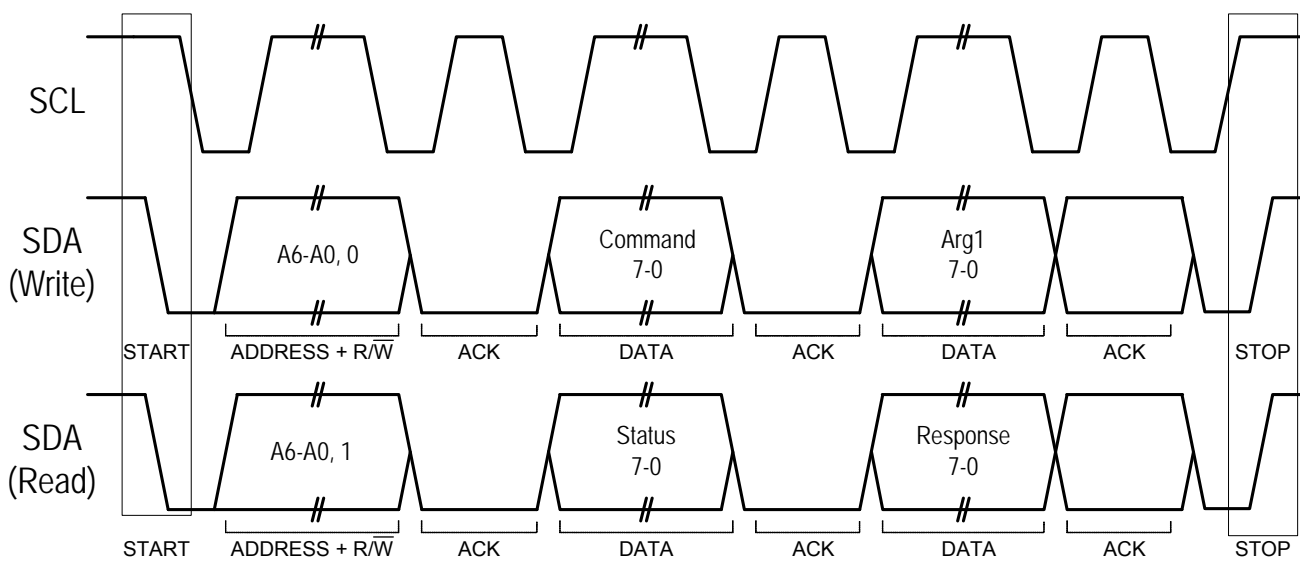 SCL
SDA
(Write)
A6-A0, 0
Command
7-0
Arg1
7-0
START
ADDRESS + R/W̅
ACK
DATA
ACK
DATA
ACK
STOP
SDA
(Read)
A6-A0, 1
Status
7-0
Response
7-0
START
ADDRESS + R/W̅
ACK
DATA
ACK
DATA
ACK
STOP